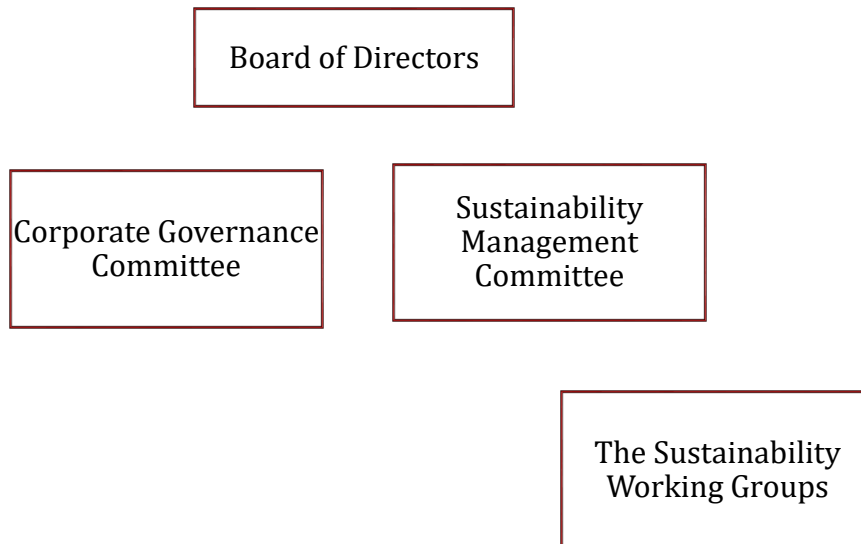 Board of Directors
Corporate Governance
Committee
Sustainability
Management
Committee
The Sustainability
Working Groups